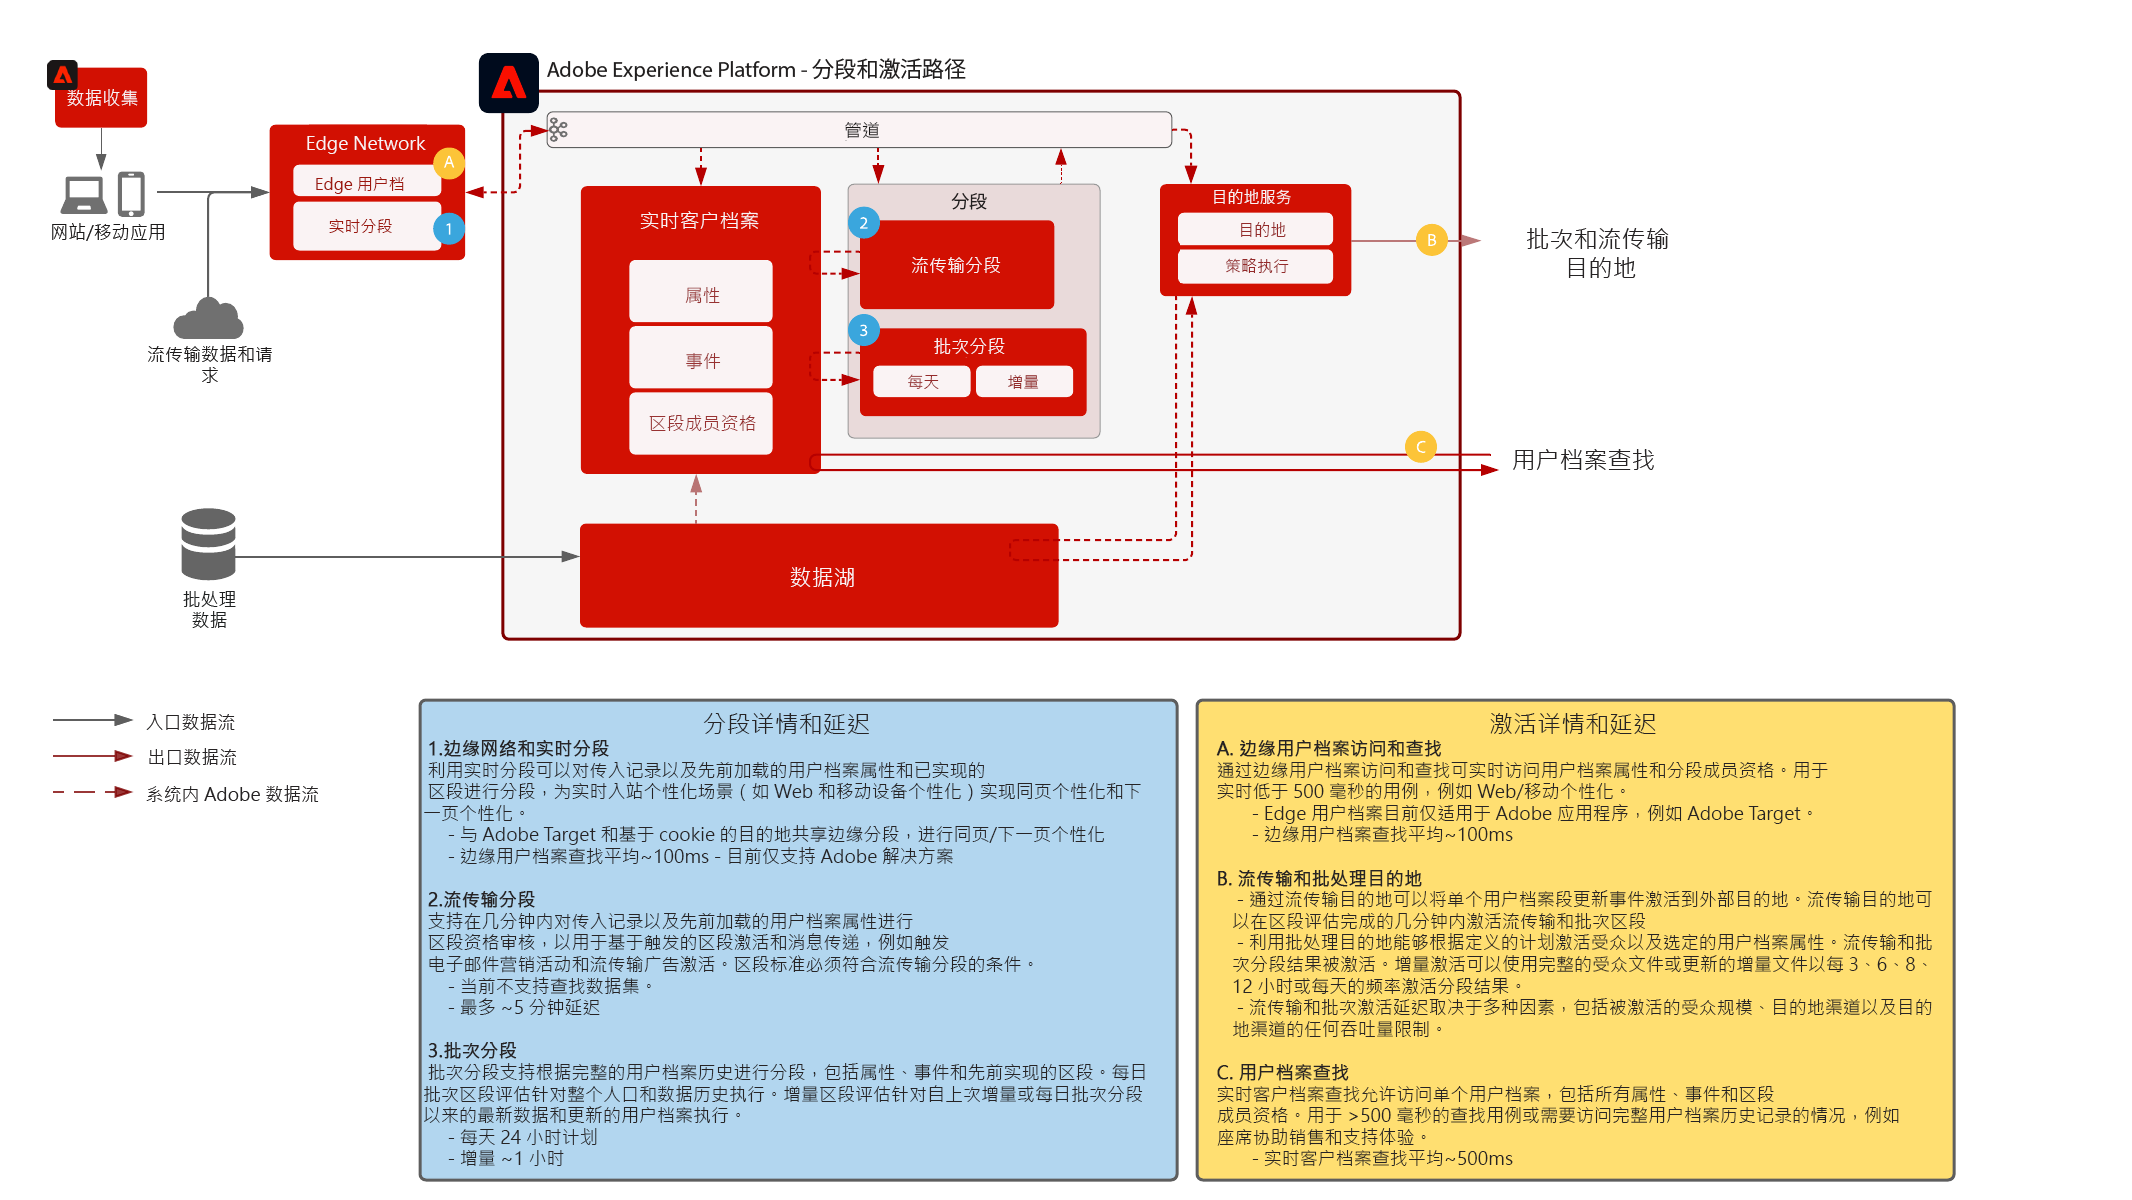 Adobe Experience Platform - 分段和激活路径
数据收集
网站/移动应用
流传输数据和请
求
批处理
数据
Edge Network
Edge 用户档
实时分段
A
1
管道
实时客户档案
属性
事件
区段成员资格
分段
2
流传输分段
3
批次分段
每天
增量
目的地服务
目的地
策略执行
B
批次和流传输
目的地
C
用户档案查找
数据湖
入口数据流
出口数据流
系统内 Adobe 数据流
分段详情和延迟
1.边缘网络和实时分段
利用实时分段可以对传入记录以及先前加载的用户档案属性和已实现的
区段进行分段，为实时入站个性化场景（如 Web 和移动设备个性化）实现同页个性化和下
一页个性化。
- 与 Adobe Target 和基于 cookie 的目的地共享边缘分段，进行同页/下一页个性化
- 边缘用户档案查找平均~100ms - 目前仅支持 Adobe 解决方案
2.流传输分段
支持在几分钟内对传入记录以及先前加载的用户档案属性进行
区段资格审核，以用于基于触发的区段激活和消息传递，例如触发
电子邮件营销活动和流传输广告激活。区段标准必须符合流传输分段的条件。
- 当前不支持查找数据集。
- 最多 ~5 分钟延迟
3.批次分段
批次分段支持根据完整的用户档案历史进行分段，包括属性、事件和先前实现的区段。每日
批次区段评估针对整个人口和数据历史执行。增量区段评估针对自上次增量或每日批次分段
以来的最新数据和更新的用户档案执行。
- 每天 24 小时计划
- 增量 ~1 小时
激活详情和延迟
A. 边缘用户档案访问和查找
通过边缘用户档案访问和查找可实时访问用户档案属性和分段成员资格。用于
实时低于 500 毫秒的用例，例如 Web/移动个性化。
- Edge 用户档案目前仅适用于 Adobe 应用程序，例如 Adobe Target。
- 边缘用户档案查找平均~100ms
B. 流传输和批处理目的地
- 通过流传输目的地可以将单个用户档案段更新事件激活到外部目的地。流传输目的地可
以在区段评估完成的几分钟内激活流传输和批次区段
- 利用批处理目的地能够根据定义的计划激活受众以及选定的用户档案属性。流传输和批
次分段结果被激活。增量激活可以使用完整的受众文件或更新的增量文件以每 3、6、8、
12 小时或每天的频率激活分段结果。
- 流传输和批次激活延迟取决于多种因素，包括被激活的受众规模、目的地渠道以及目的
地渠道的任何吞吐量限制。
C. 用户档案查找
实时客户档案查找允许访问单个用户档案，包括所有属性、事件和区段
成员资格。用于 >500 毫秒的查找用例或需要访问完整用户档案历史记录的情况，例如
座席协助销售和支持体验。
- 实时客户档案查找平均~500ms